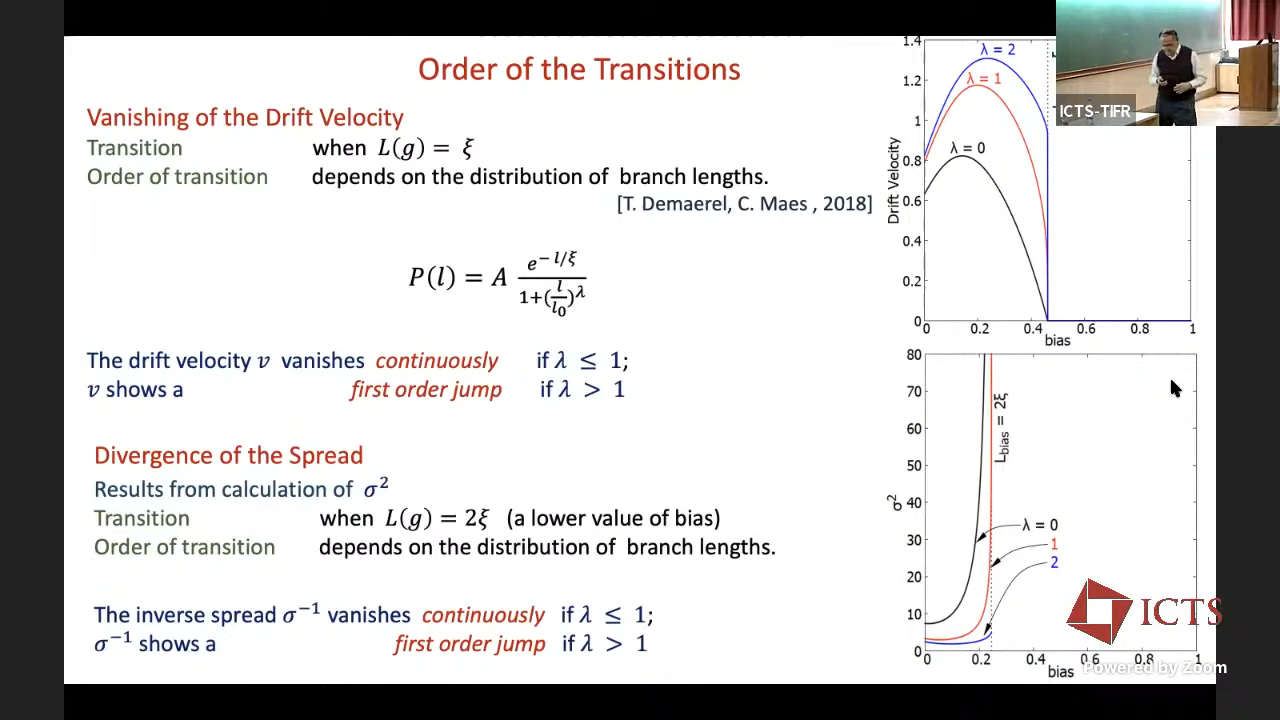 Order of the Transitions
Vanishing of the Drift Velocity
Transition when L(g) = ξ
Order of transition depends on the distribution of branch lengths.
[T. Demaerel, C. Maes , 2018]
P(l) = A e^{-l/ξ} / (1+(l/l₀)^λ)
The drift velocity v vanishes continuously if λ ≤ 1;
v shows a first order jump if λ > 1
Divergence of the Spread
Results from calculation of σ²
Transition when L(g) = 2ξ (a lower value of bias)
Order of transition depends on the distribution of branch lengths.
The inverse spread σ⁻¹ vanishes continuously if λ ≤ 1;
σ⁻¹ shows a first order jump if λ > 1
Drift Velocity
1.4
1.2
1
0.8
0.6
0.4
0.2
0
λ = 2
λ = 1
λ = 0
0 0.2 0.4 0.6 0.8 1
bias
σ²
80
70
60
50
40
30
20
10
0
L_bias = 2ξ
λ = 0
1
2
0 0.2 0.4 0.6 1
bias
ICTS-TIFR
ICTS
Powered by Zoom